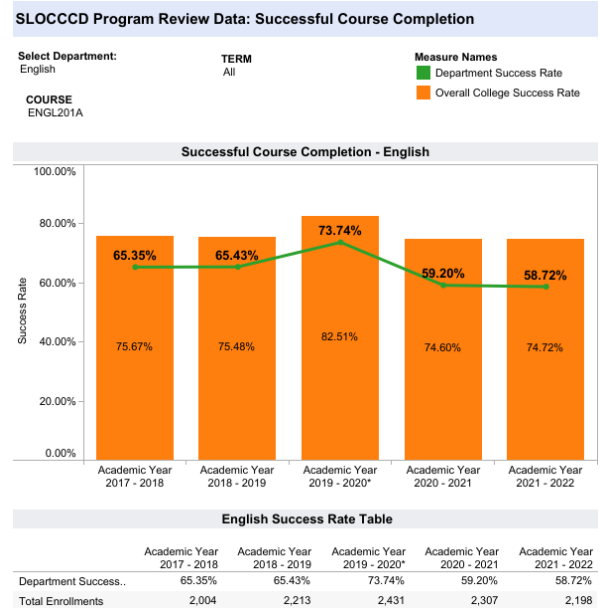 SLOCCCD Program Review Data: Successful Course Completion
Select Department:
English
TERM
All
Measure Names
Department Success Rate
Overall College Success Rate
COURSE
ENGL201A
Successful Course Completion - English
100.00%
80.00%
60.00%
40.00%
20.00%
0.00%
Success Rate
65.35% 65.43% 73.74% 59.20% 58.72%
75.67% 75.48% 82.51% 74.60% 74.72%
Academic Year Academic Year Academic Year Academic Year Academic Year
2017 - 2018 2018 - 2019 2019 - 2020* 2020 - 2021 2021 - 2022
English Success Rate Table
Academic Year Academic Year Academic Year Academic Year Academic Year
2017 - 2018 2018 - 2019 2019 - 2020* 2020 - 2021 2021 - 2022
Department Success.. 65.35% 65.43% 73.74% 59.20% 58.72%
Total Enrollments 2,004 2,213 2,431 2,307 2,198